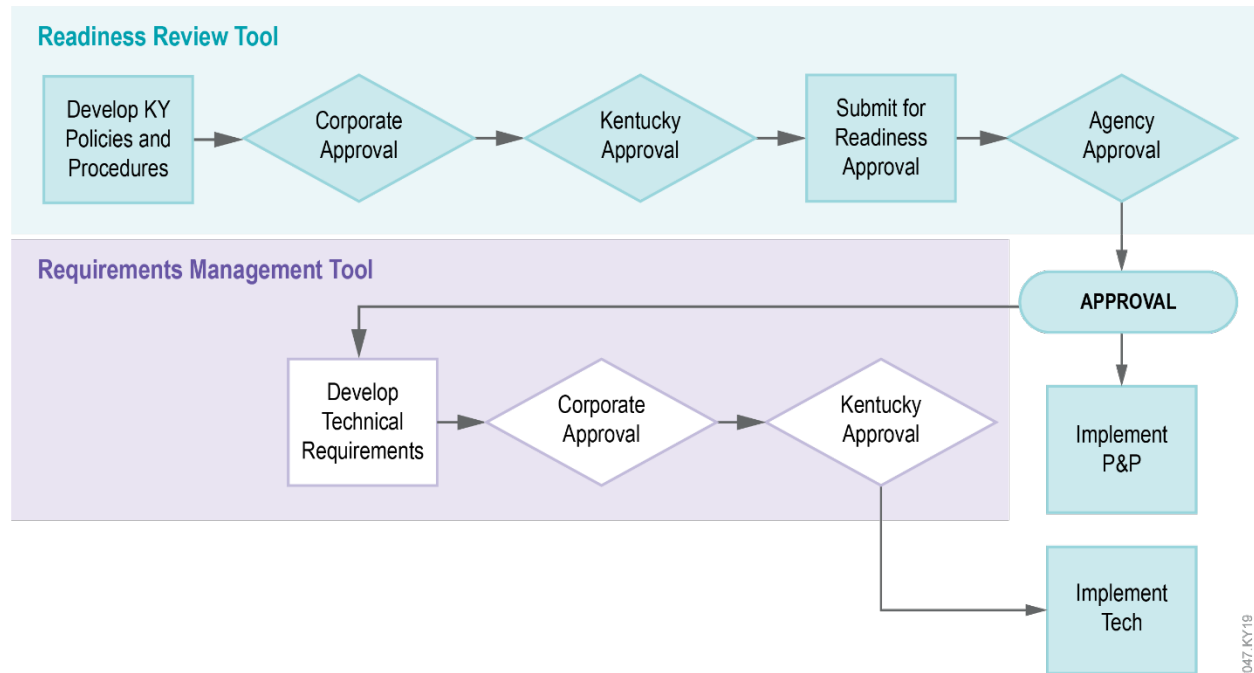 Readiness Review Tool
Develop KY
Policies and
Procedures
Corporate
Approval
Kentucky
Approval
Submit for
Readiness
Approval
Agency
Approval
Requirements Management Tool
APPROVAL
Develop
Technical
Requirements
Corporate
Approval
Kentucky
Approval
Implement
P&P
Implement
Tech
047.KY19